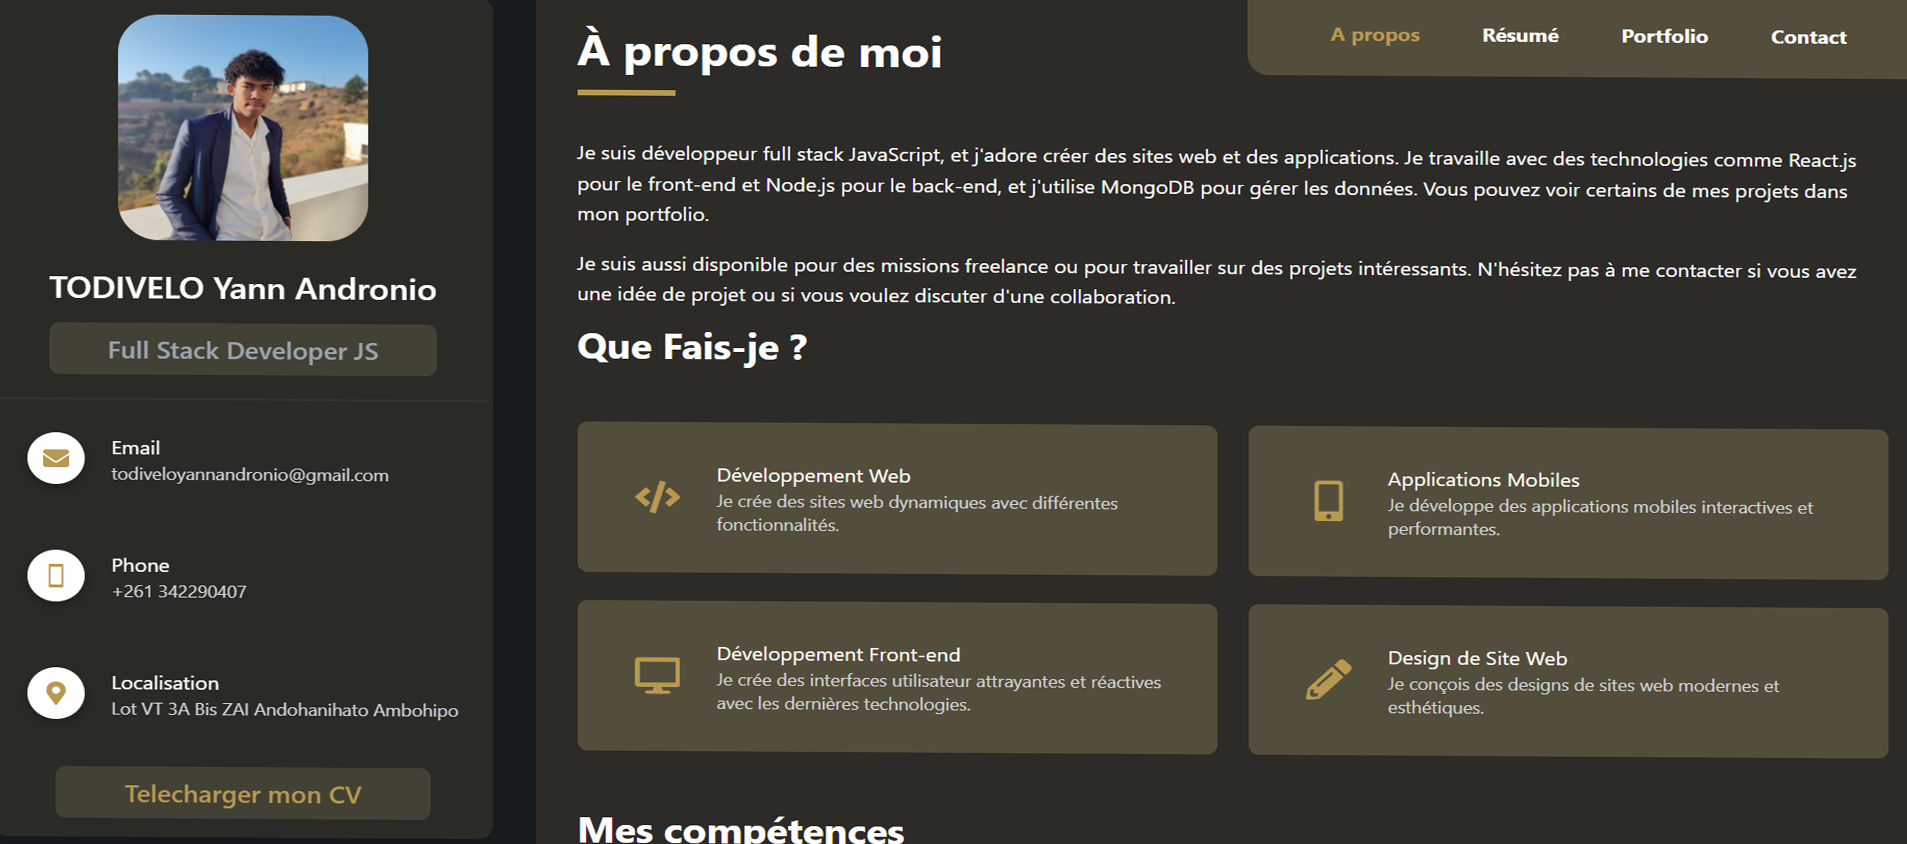 TODIVELO Yann Andronio
Full Stack Developer JS
Email
todiveloyannandronio@gmail.com
Phone
+261 342290407
Localisation
Lot VT 3A Bis ZAI Andohanihato Ambohipo
Telecharger mon CV
A propos
Résumé
Portfolio
Contact
À propos de moi
Je suis développeur full stack JavaScript, et j'adore créer des sites web et des applications. Je travaille avec des technologies comme React.js
pour le front-end et Node.js pour le back-end, et j'utilise MongoDB pour gérer les données. Vous pouvez voir certains de mes projets dans
mon portfolio.
Je suis aussi disponible pour des missions freelance ou pour travailler sur des projets intéressants. N'hésitez pas à me contacter si vous avez
une idée de projet ou si vous voulez discuter d'une collaboration.
Que Fais-je ?
Développement Web
Je crée des sites web dynamiques avec différentes
fonctionnalités.
Applications Mobiles
Je développe des applications mobiles interactives et
performantes.
Développement Front-end
Je crée des interfaces utilisateur attrayantes et réactives
avec les dernières technologies.
Design de Site Web
Je conçois des designs de sites web modernes et
esthétiques.
Mes compétences